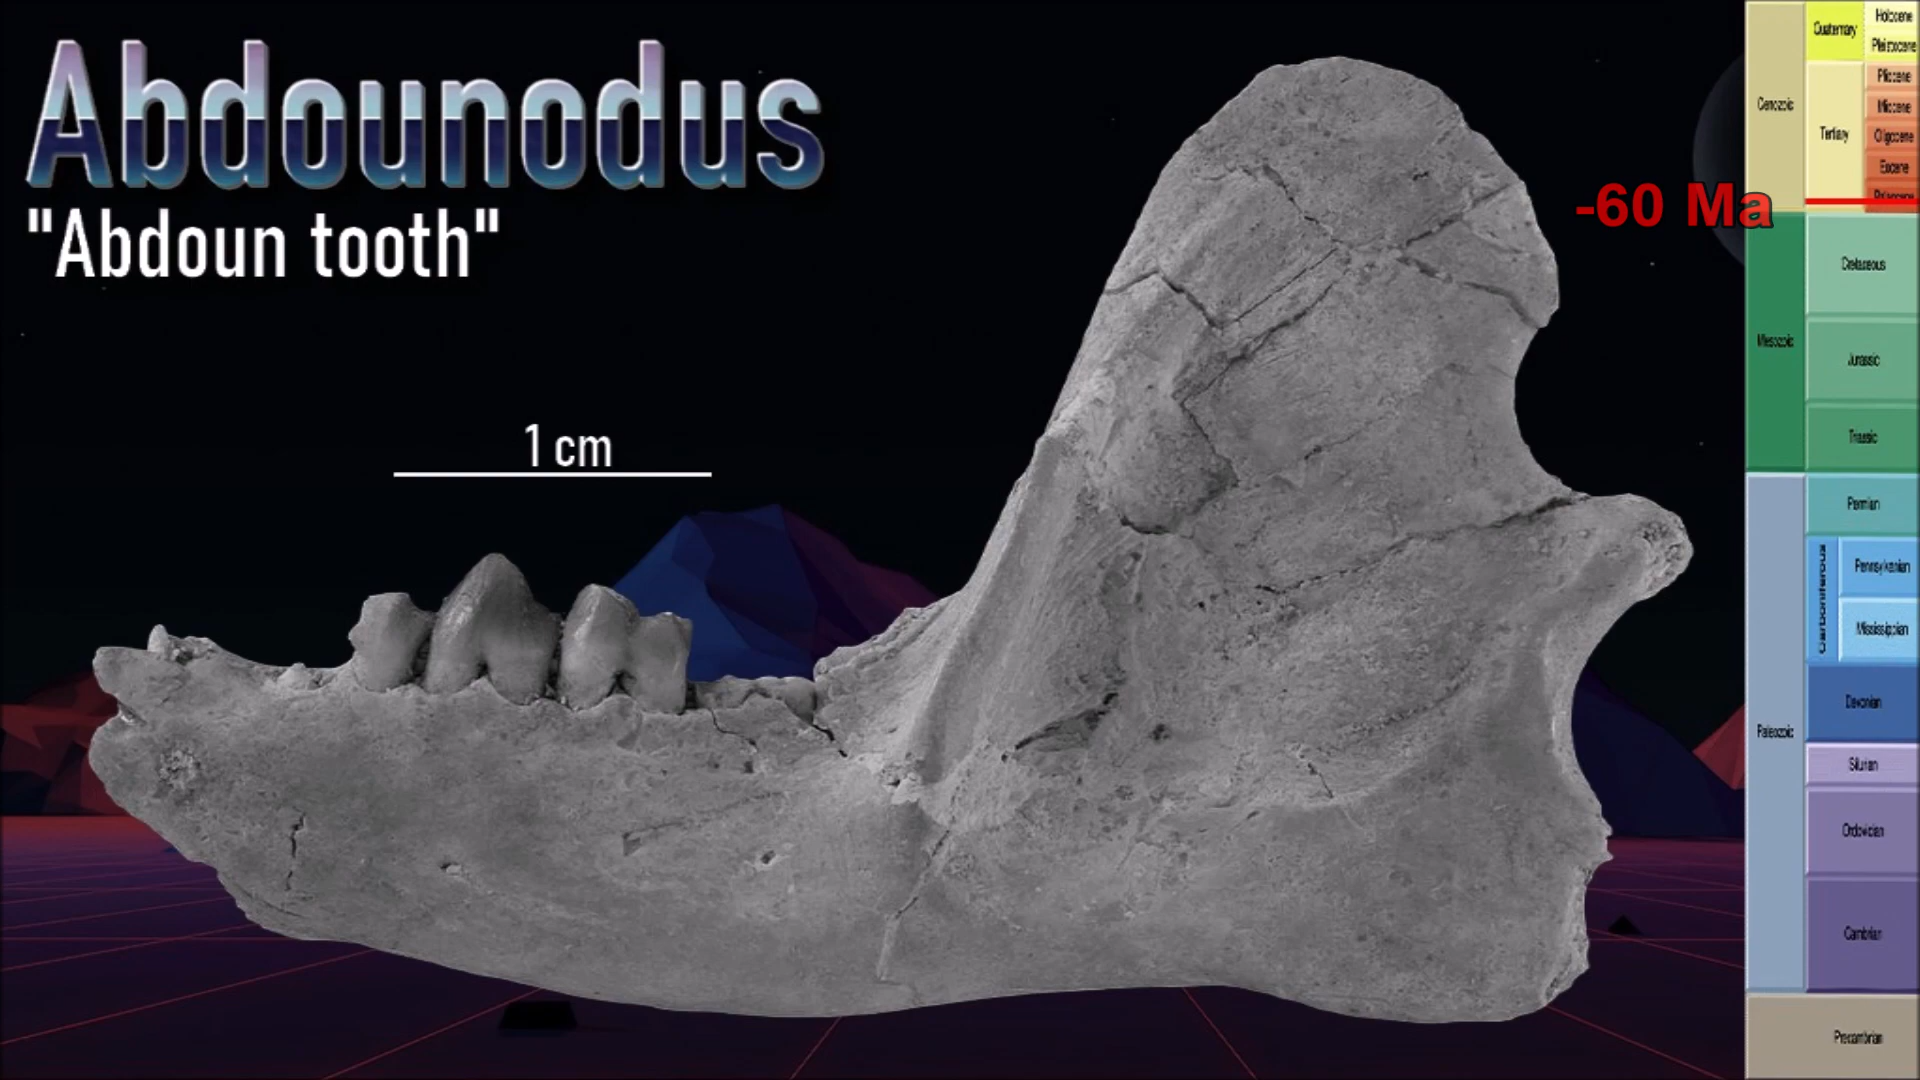 Abdounodus
"Abdoun tooth"
1 cm
-60 Ma
Cenozoic
Quaternary
Holocene
Pleistocene
Tertiary
Pliocene
Miocene
Oligocene
Eocene
Mesozoic
Cretaceous
Jurassic
Triassic
Paleozoic
Permian
Carboniferous
Pennsylvanian
Mississippian
Devonian
Silurian
Ordovician
Cambrian
Precambrian